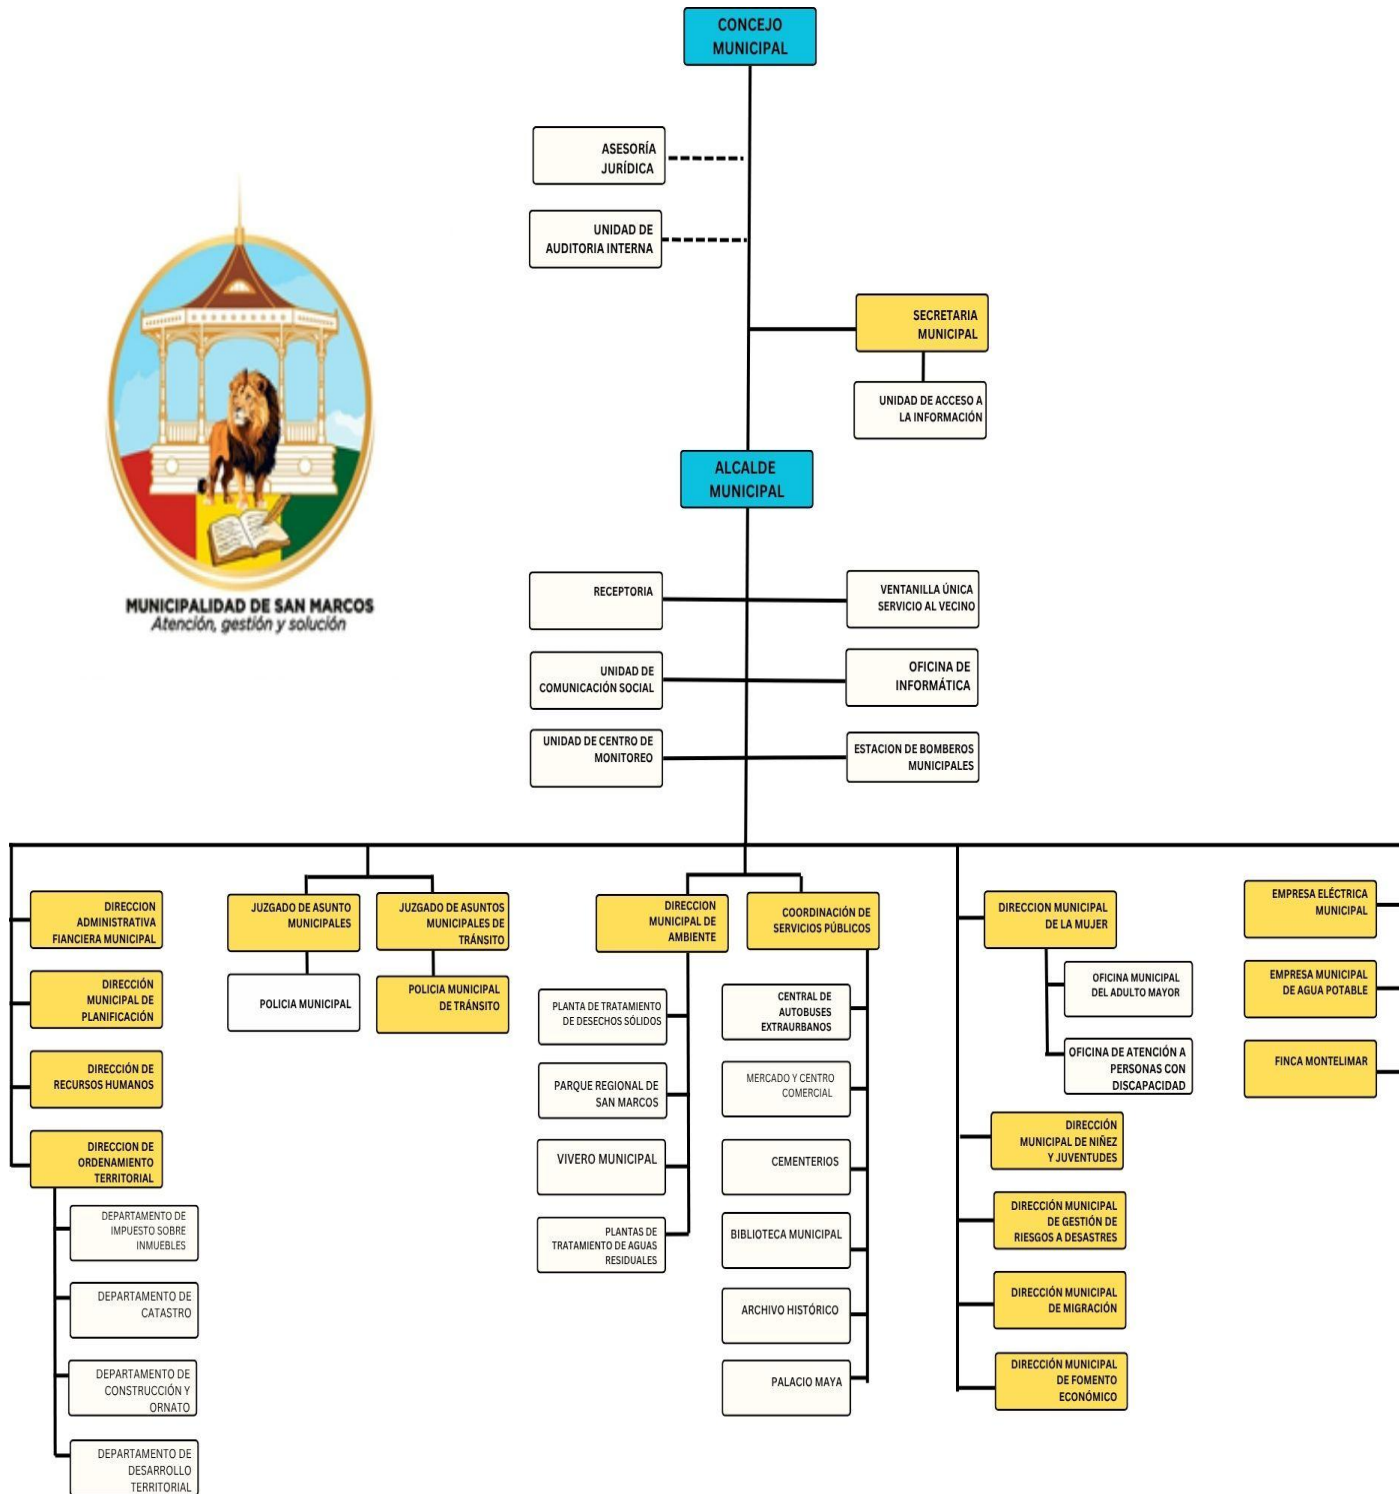 CONCEJO
MUNICIPAL
ASESORÍA
JURÍDICA
UNIDAD DE
AUDITORIA INTERNA
SECRETARIA
MUNICIPAL
UNIDAD DE ACCESO A
LA INFORMACIÓN
ALCALDE
MUNICIPAL
MUNICIPALIDAD DE SAN MARCOS
Atención, gestión y solución
RECEPTORIA
VENTANILLA ÚNICA
SERVICIO AL VECINO
UNIDAD DE
COMUNICACIÓN SOCIAL
OFICINA DE
INFORMÁTICA
UNIDAD DE CENTRO DE
MONITOREO
ESTACION DE BOMBEROS
MUNICIPALES
DIRECCION
ADMINISTRATIVA
FIANCIERA MUNICIPAL
DIRECCIÓN
MUNICIPAL DE
PLANIFICACIÓN
DIRECCIÓN DE
RECURSOS HUMANOS
DIRECCION DE
ORDENAMIENTO
TERRITORIAL
DEPARTAMENTO DE
IMPUESTO SOBRE
INMUEBLES
DEPARTAMENTO DE
CATASTRO
DEPARTAMENTO DE
CONSTRUCCIÓN Y
ORNATO
DEPARTAMENTO DE
DESARROLLO
TERRITORIAL
JUZGADO DE ASUNTO
MUNICIPALES
POLICIA MUNICIPAL
JUZGADO DE ASUNTOS
MUNICIPALES DE
TRÁNSITO
POLICIA MUNICIPAL
DE TRÁNSITO
DIRECCION
MUNICIPAL DE
AMBIENTE
PLANTA DE TRATAMIENTO
DE DESECHOS SÓLIDOS
PARQUE REGIONAL DE
SAN MARCOS
VIVERO MUNICIPAL
PLANTAS DE
TRATAMIENTO DE AGUAS
RESIDUALES
COORDINACIÓN DE
SERVICIOS PÚBLICOS
CENTRAL DE
AUTOBUSES
EXTRAURBANOS
MERCADO Y CENTRO
COMERCIAL
CEMENTERIOS
BIBLIOTECA MUNICIPAL
ARCHIVO HISTÓRICO
PALACIO MAYA
DIRECCION MUNICIPAL
DE LA MUJER
OFICINA MUNICIPAL
DEL ADULTO MAYOR
OFICINA DE ATENCIÓN A
PERSONAS CON
DISCAPACIDAD
DIRECCIÓN
MUNICIPAL DE NIÑEZ
Y JUVENTUDES
DIRECCIÓN MUNICIPAL
DE GESTIÓN DE
RIESGOS A DESASTRES
DIRECCIÓN MUNICIPAL
DE MIGRACIÓN
DIRECCIÓN MUNICIPAL
DE FOMENTO
ECONÓMICO
EMPRESA ELÉCTRICA
MUNICIPAL
EMPRESA MUNICIPAL
DE AGUA POTABLE
FINCA MONTELIMAR